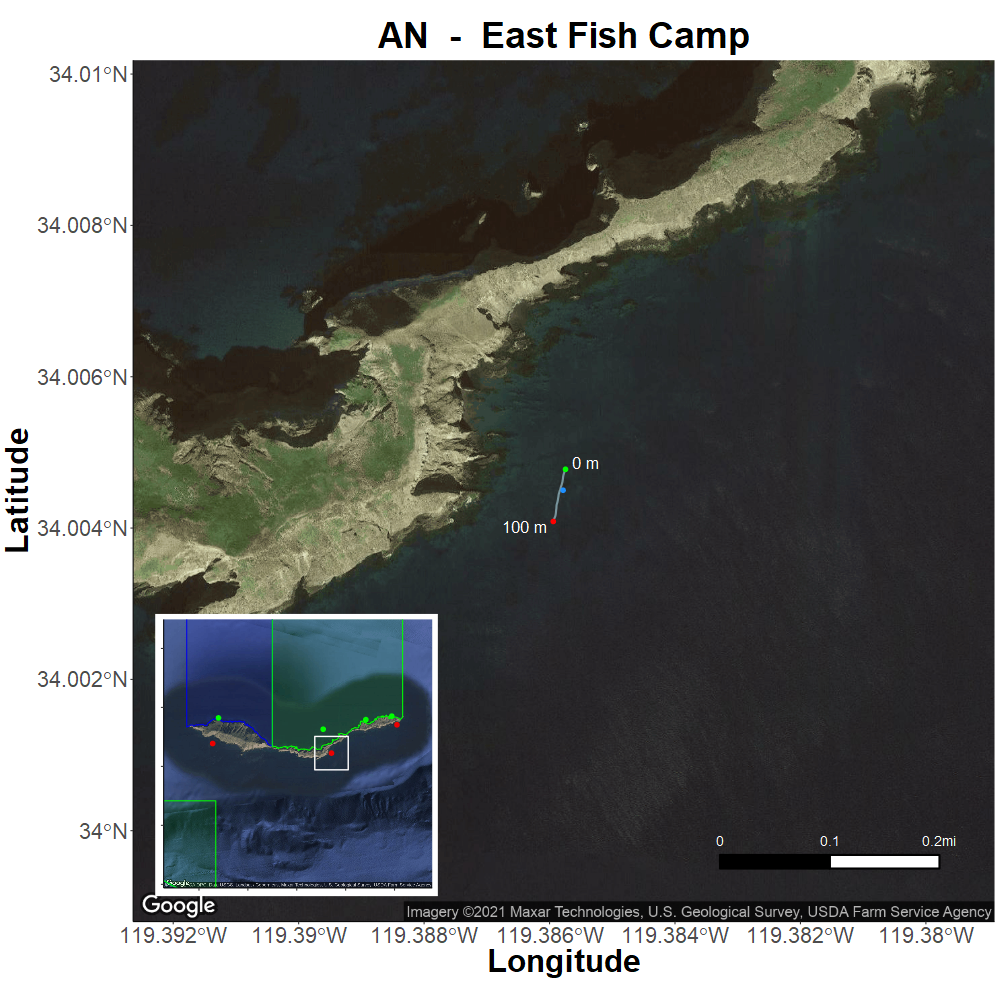 AN - East Fish Camp
34.01°N
34.008°N
34.006°N
34.004°N
34.002°N
34°N
Latitude
0 m
100 m
0 0.1 0.2mi
Google
Google
Imagery ©2021 Maxar Technologies, U.S. Geological Survey, USDA Farm Service Agency
119.392°W 119.39°W 119.388°W 119.386°W 119.384°W 119.382°W 119.38°W
Longitude